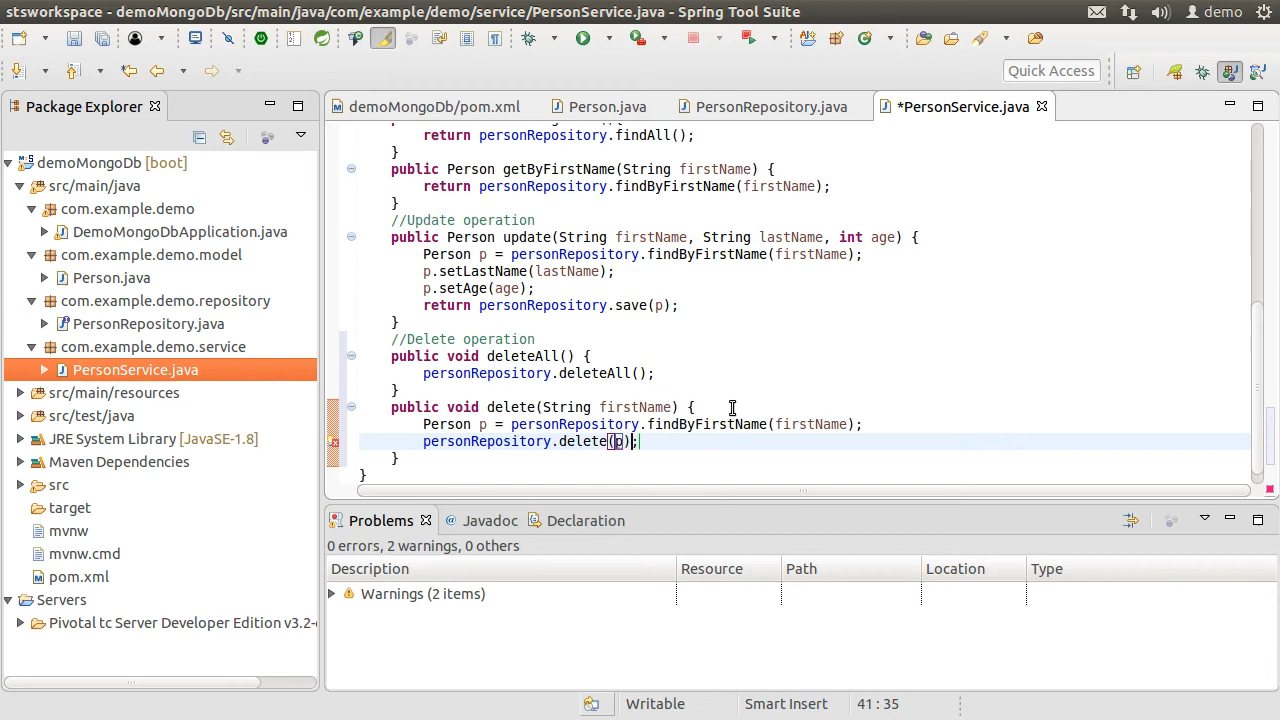 stsworkspace - demoMongoDb/src/main/java/com/example/demo/service/PersonService.java - Spring Tool Suite
demo
Quick Access
Package Explorer
demoMongoDb [boot]
src/main/java
com.example.demo
DemoMongoDbApplication.java
com.example.demo.model
Person.java
com.example.demo.repository
PersonRepository.java
com.example.demo.service
PersonService.java
src/main/resources
src/test/java
JRE System Library [JavaSE-1.8]
Maven Dependencies
src
target
mvnw
mvnw.cmd
pom.xml
Servers
Pivotal tc Server Developer Edition v3.2-
demoMongoDb/pom.xml
Person.java
PersonRepository.java
*PersonService.java
return personRepository.findAll();
}
public Person getByFirstName(String firstName) {
return personRepository.findByFirstName(firstName);
}
//Update operation
public Person update(String firstName, String lastName, int age) {
Person p = personRepository.findByFirstName(firstName);
p.setLastName(lastName);
p.setAge(age);
return personRepository.save(p);
}
//Delete operation
public void deleteAll() {
personRepository.deleteAll();
}
public void delete(String firstName) {
Person p = personRepository.findByFirstName(firstName);
personRepository.delete(p);
}
}
Problems
@ Javadoc
Declaration
0 errors, 2 warnings, 0 others
Description Resource Path Location Type
Warnings (2 items)
Writable
Smart Insert
41 : 35